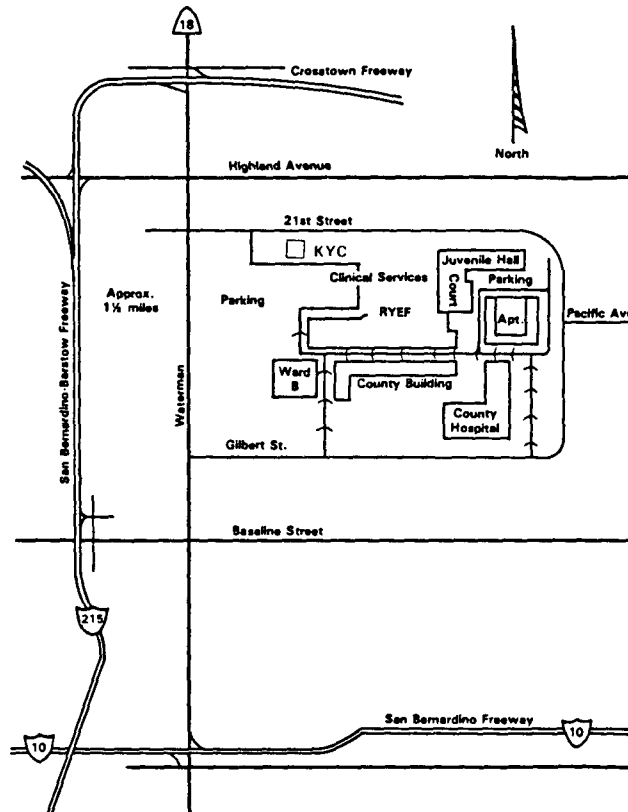 18
Crosstown Freeway
North
Highland Avenue
21st Street
KYC
Juvenile Hall
Clinical Services
Parking
Court
Approx.
1½ miles
Parking
RYEF
Apt.
Pacific Av
San Bernardino-Barstow Freeway
Waterman
Ward
B
County Building
County
Hospital
Gilbert St.
Baseline Street
215
San Bernardino Freeway
10
10